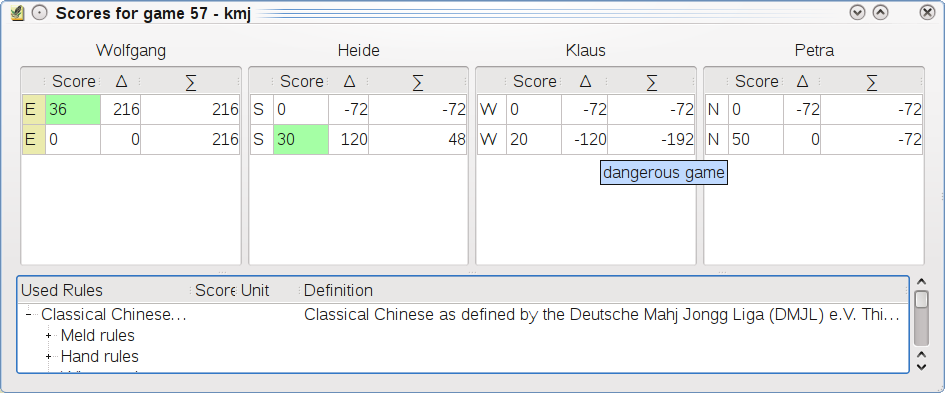 Scores for game 57 - kmj
Wolfgang Heide Klaus Petra
Score Δ ∑ Score Δ ∑ Score Δ ∑ Score Δ ∑
E 36 216 216 S 0 -72 -72 W 0 -72 -72 N 0 -72 -72
E 0 0 216 S 30 120 48 W 20 -120 -192 N 50 0 -72
dangerous game
Used Rules Score Unit Definition
Classical Chinese... Classical Chinese as defined by the Deutsche Mahj Jongg Liga (DMJL) e.V. Thi...
Meld rules
Hand rules